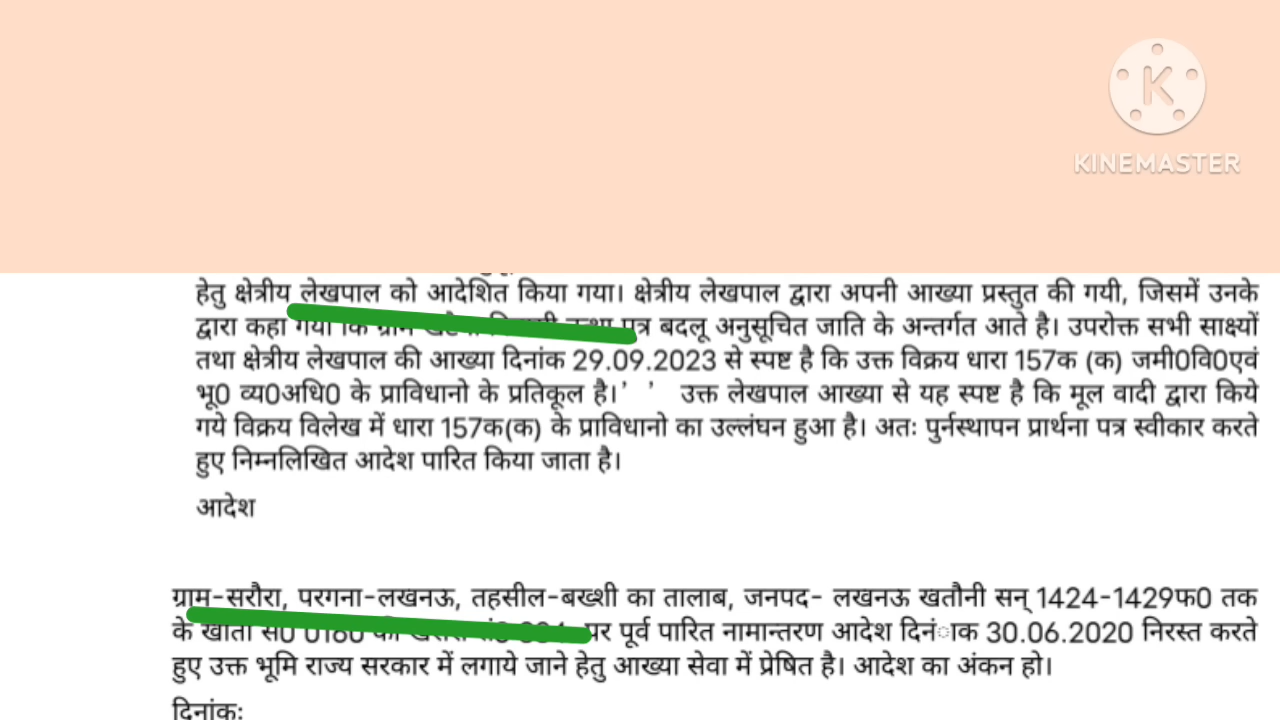 KINEMASTER
हेतु क्षेत्रीय लेखपाल को आदेशित किया गया। क्षेत्रीय लेखपाल द्वारा अपनी आख्या प्रस्तुत की गयी, जिसमें उनके
द्वारा कहा गया कि ग्राम पुत्र बदलू अनुसूचित जाति के अन्तर्गत आते है। उपरोक्त सभी साक्ष्यों
तथा क्षेत्रीय लेखपाल की आख्या दिनांक 29.09.2023 से स्पष्ट है कि उक्त विक्रय धारा 157क (क) जमी0वि0एवं
भू0 व्य0अधि0 के प्राविधानो के प्रतिकूल है।' ' उक्त लेखपाल आख्या से यह स्पष्ट है कि मूल वादी द्वारा किये
गये विक्रय विलेख में धारा 157क(क) के प्राविधानो का उल्लंघन हुआ है। अतः पुर्नस्थापन प्रार्थना पत्र स्वीकार करते
हुए निम्नलिखित आदेश पारित किया जाता है।
आदेश
ग्राम-सरौरा, परगना-लखनऊ, तहसील-बख्शी का तालाब, जनपद- लखनऊ खतौनी सन् 1424-1429फ0 तक
के खाता सं0 पर पूर्व पारित नामान्तरण आदेश दिनंाक 30.06.2020 निरस्त करते
हुए उक्त भूमि राज्य सरकार में लगाये जाने हेतु आख्या सेवा में प्रेषित है। आदेश का अंकन हो।
दिनांक: